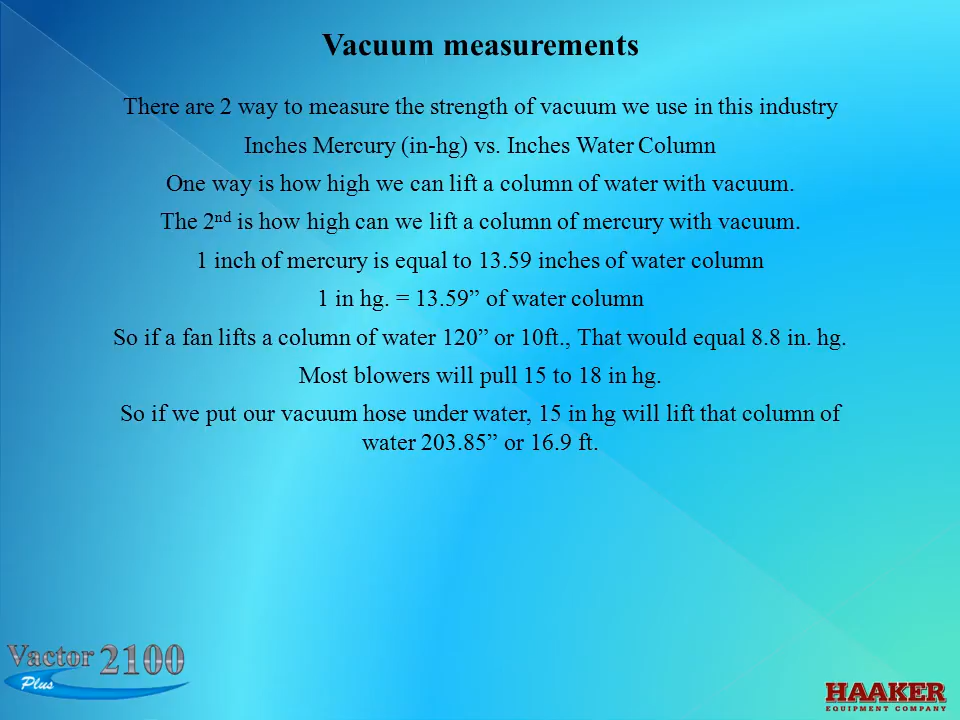 Vacuum measurements
There are 2 way to measure the strength of vacuum we use in this industry
Inches Mercury (in-hg) vs. Inches Water Column
One way is how high we can lift a column of water with vacuum.
The 2nd is how high can we lift a column of mercury with vacuum.
1 inch of mercury is equal to 13.59 inches of water column
1 in hg. = 13.59” of water column
So if a fan lifts a column of water 120” or 10ft., That would equal 8.8 in. hg.
Most blowers will pull 15 to 18 in hg.
So if we put our vacuum hose under water, 15 in hg will lift that column of
water 203.85” or 16.9 ft.
Vactor 2100
Plus
HAAKER
EQUIPMENT COMPANY